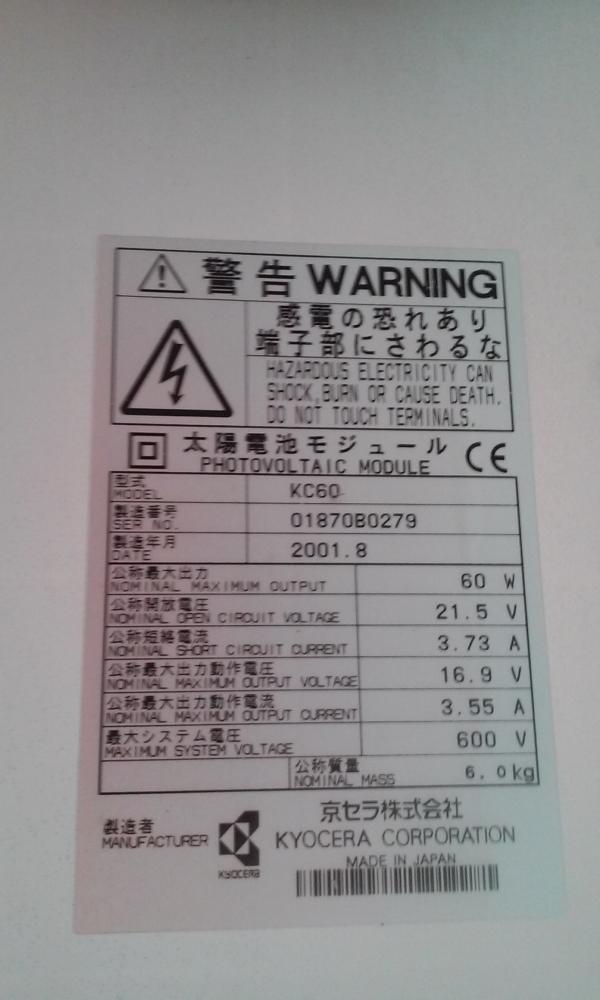 警告 WARNING
感電の恐れあり
端子部にさわるな
HAZARDOUS ELECTRICITY CAN
SHOCK, BURN OR CAUSE DEATH.
DO NOT TOUCH TERMINALS.
太陽電池モジュール
PHOTOVOLTAIC MODULE
CE
型式
MODEL
KC60
製造番号
SER NO.
01870B0279
製造年月
DATE
2001.8
公称最大出力
NOMINAL MAXIMUM OUTPUT
60 W
公称開放電圧
NOMINAL OPEN CIRCUIT VOLTAGE
21.5 V
公称短絡電流
NOMINAL SHORT CIRCUIT CURRENT
3.73 A
公称最大出力動作電圧
NOMINAL MAXIMUM OUTPUT VOLTAGE
16.9 V
公称最大出力動作電流
NOMINAL MAXIMUM OUTPUT CURRENT
3.55 A
最大システム電圧
MAXIMUM SYSTEM VOLTAGE
600 V
公称質量
NOMINAL MASS
6.0kg
製造者
MANUFACTURER
KYOCERA
京セラ株式会社
KYOCERA CORPORATION
MADE IN JAPAN